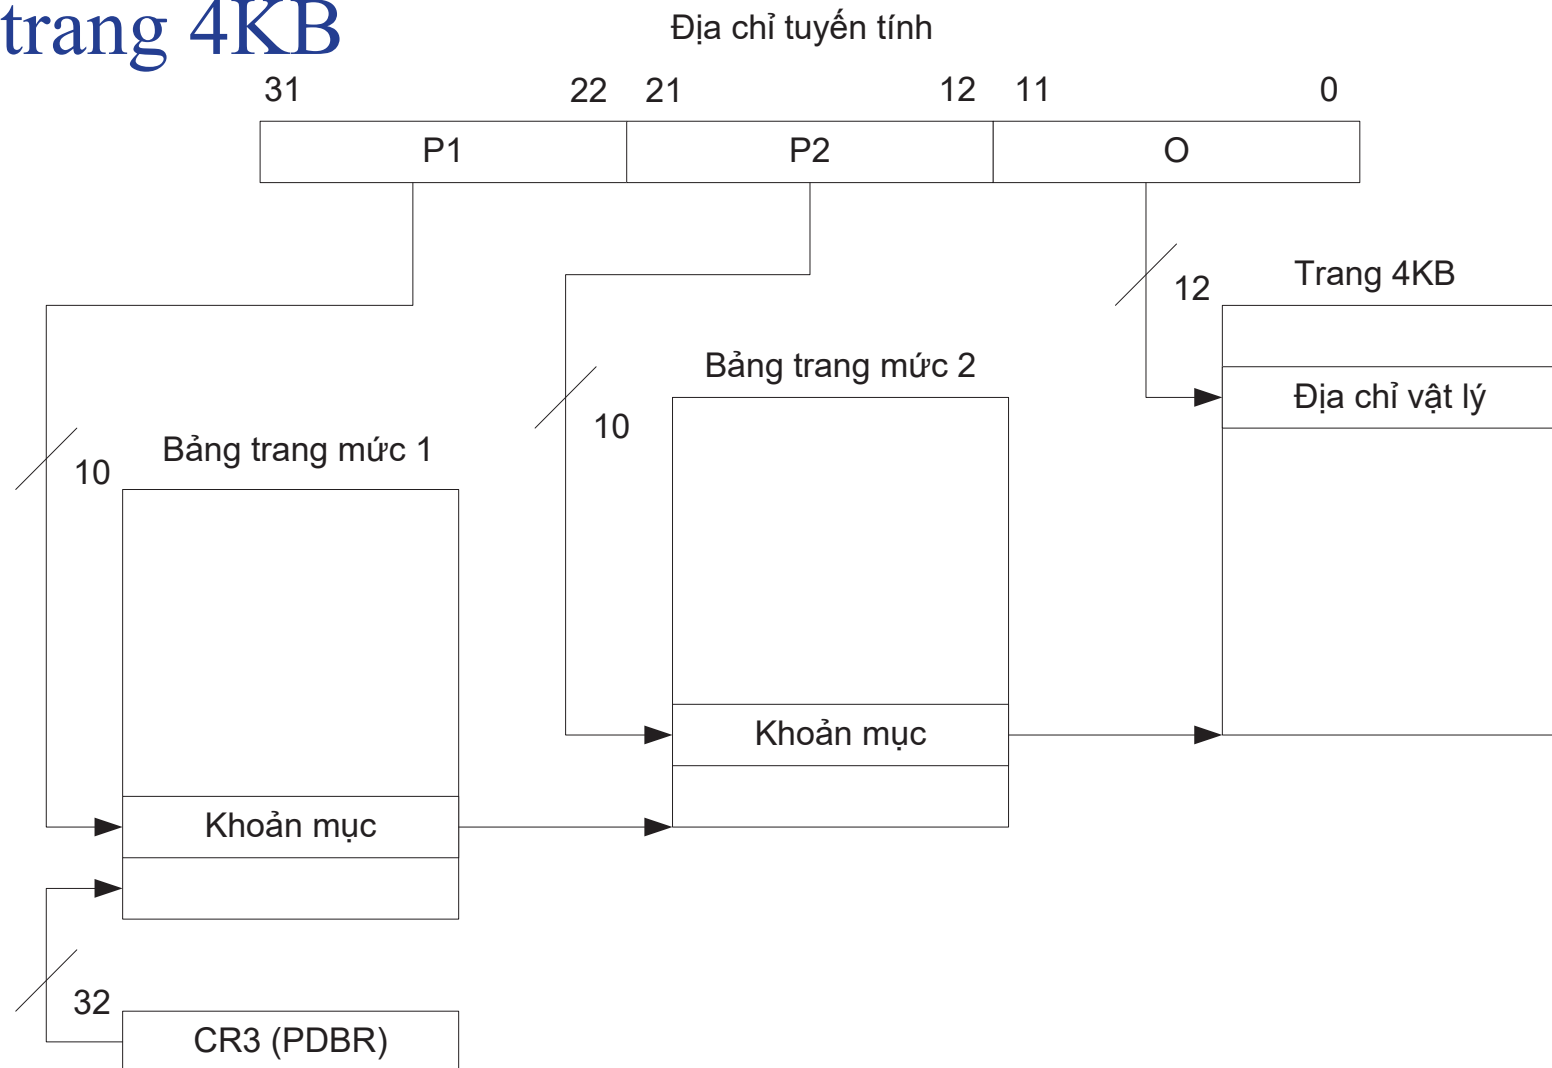 trang 4KB
Địa chỉ tuyến tính
31 22 21 12 11 0
P1 P2 O
Trang 4KB
12
Địa chỉ vật lý
Bảng trang mức 2
10
Bảng trang mức 1
10
Khoản mục
Khoản mục
32
CR3 (PDBR)